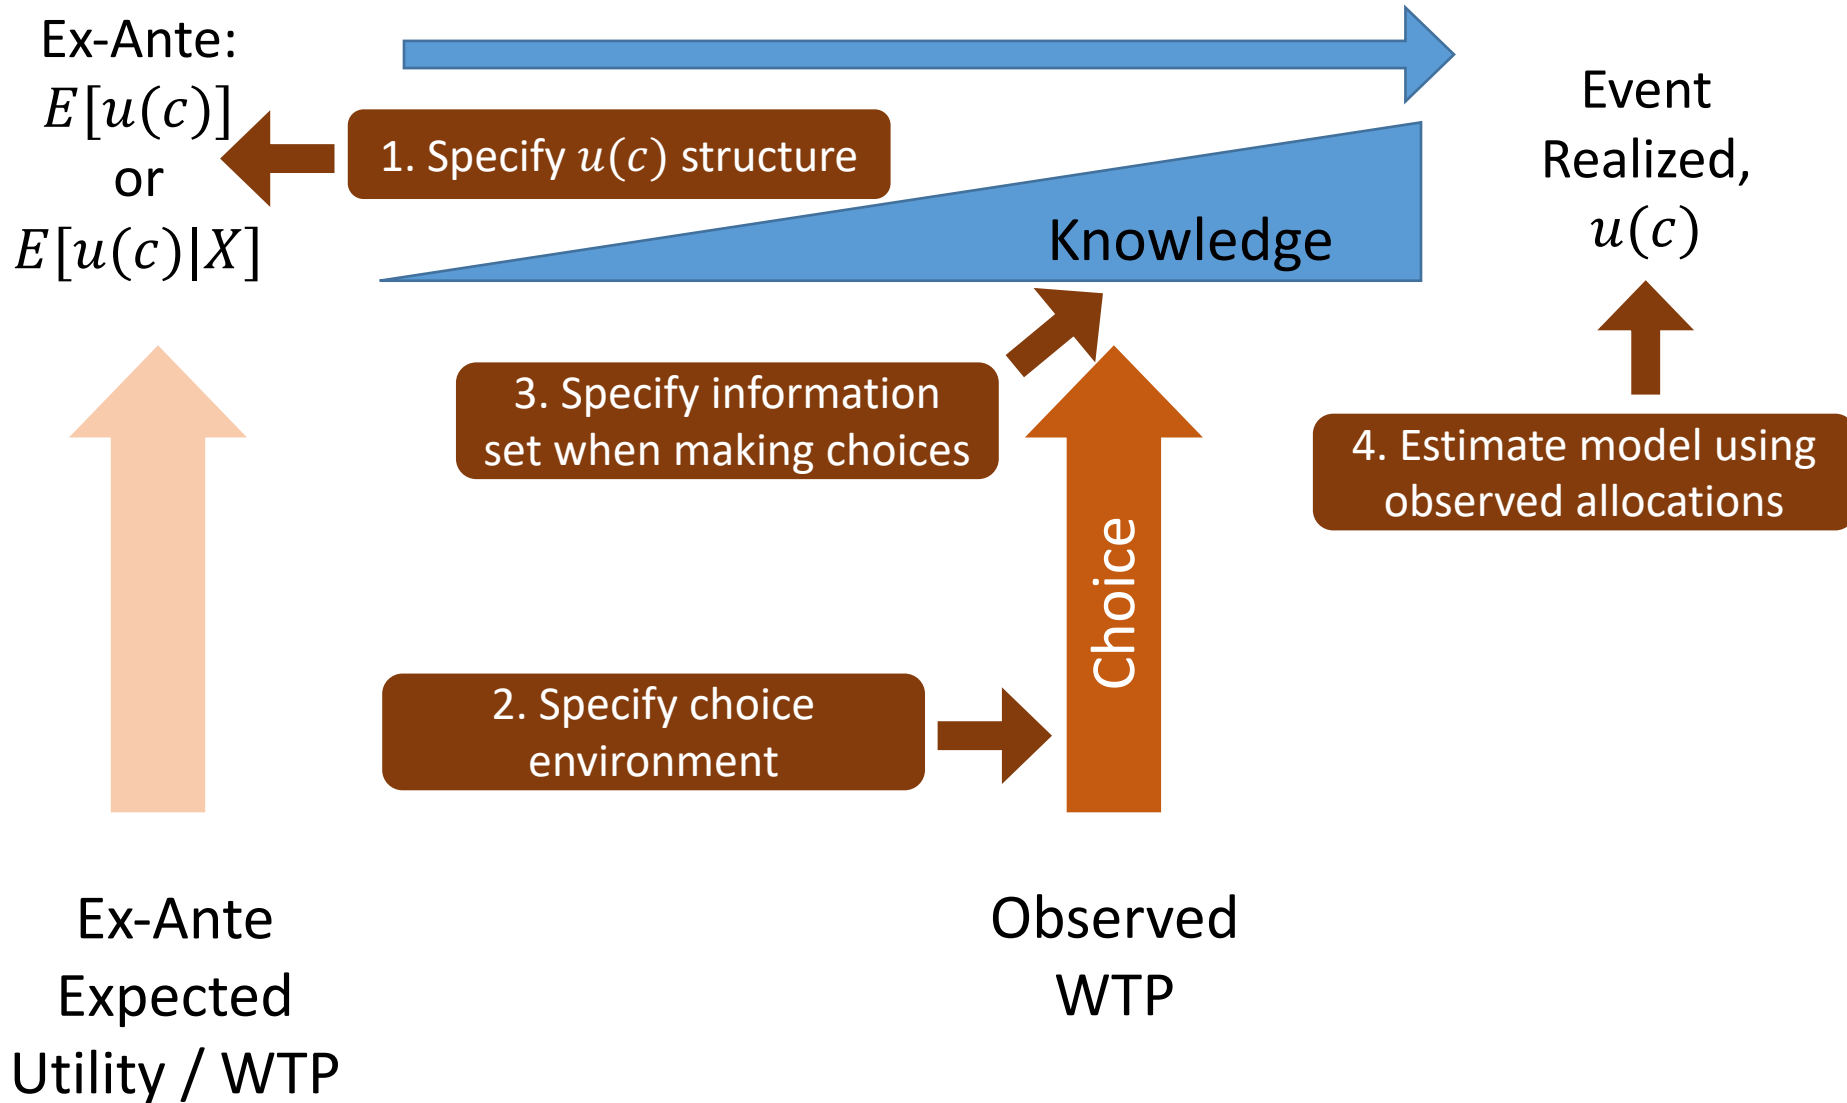 Ex-Ante:
E[u(c)]
or
E[u(c)|X]
1. Specify u(c) structure
Knowledge
Event
Realized,
u(c)
3. Specify information
set when making choices
4. Estimate model using
observed allocations
Choice
2. Specify choice
environment
Ex-Ante
Expected
Utility / WTP
Observed
WTP